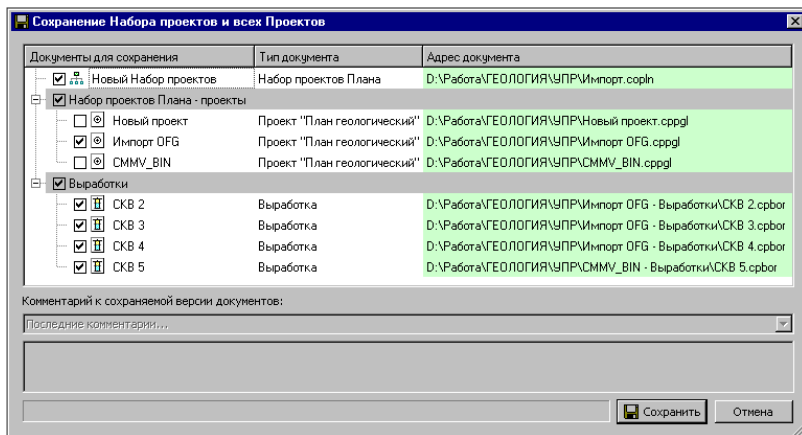 Сохранение Набора проектов и всех Проектов
Документы для сохранения Тип документа Адрес документа
Новый Набор проектов Набор проектов Плана D:\Работа\ГЕОЛОГИЯ\УПР\Импорт.copln
Набор проектов Плана - проекты
Новый проект Проект "План геологический" D:\Работа\ГЕОЛОГИЯ\УПР\Новый проект.cppgl
Импорт OFG Проект "План геологический" D:\Работа\ГЕОЛОГИЯ\УПР\Импорт OFG.cppgl
CMMV_BIN Проект "План геологический" D:\Работа\ГЕОЛОГИЯ\УПР\CMMV_BIN.cppgl
Выработки
СКВ 2 Выработка D:\Работа\ГЕОЛОГИЯ\УПР\Импорт OFG - Выработки\СКВ 2.cpbor
СКВ 3 Выработка D:\Работа\ГЕОЛОГИЯ\УПР\Импорт OFG - Выработки\СКВ 3.cpbor
СКВ 4 Выработка D:\Работа\ГЕОЛОГИЯ\УПР\Импорт OFG - Выработки\СКВ 4.cpbor
СКВ 5 Выработка D:\Работа\ГЕОЛОГИЯ\УПР\CMMV_BIN - Выработки\СКВ 5.cpbor
Комментарий к сохраняемой версии документов:
Последние комментарии...
Сохранить Отмена